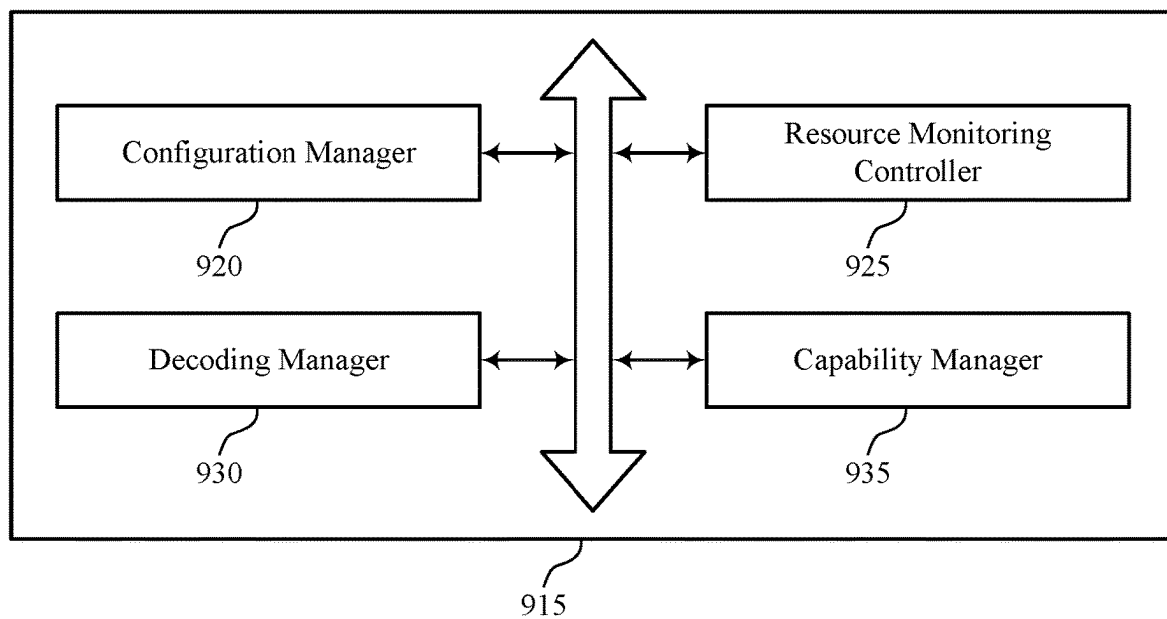 Configuration Manager
920
Resource Monitoring
Controller
925
Decoding Manager
930
Capability Manager
935
915